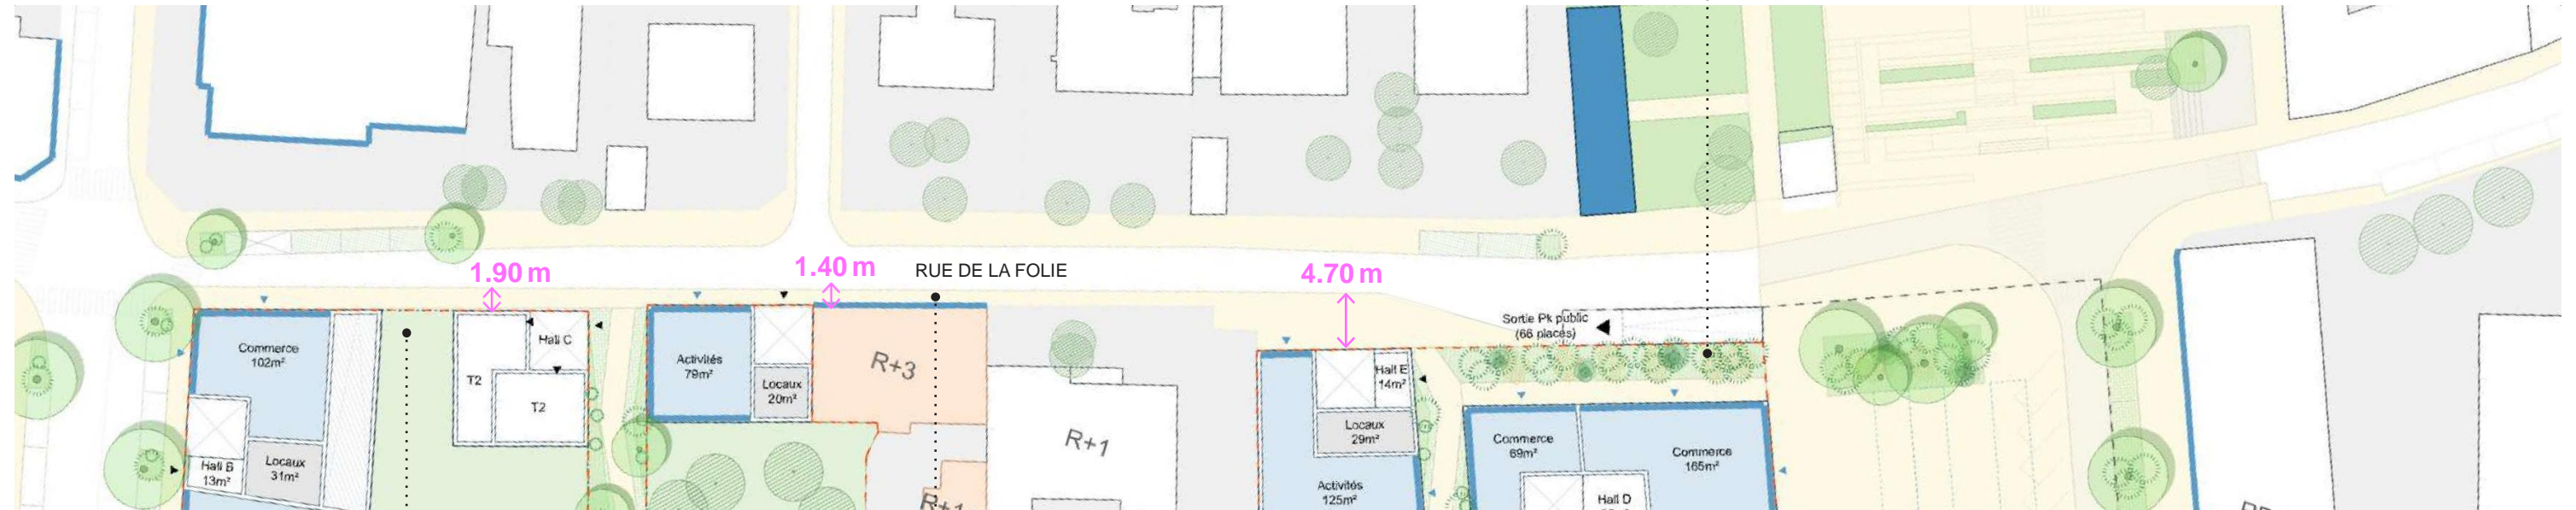 1.90 m
1.40 m
RUE DE LA FOLIE
4.70 m
Sortie Pk public
(66 places)
Commerce
102m²
Hall C
T2
T2
Activités
79m²
Locaux
20m²
R+3
R+1
Hall E
14m²
Locaux
29m²
Commerce
69m²
Commerce
165m²
Hall B
13m²
Locaux
31m²
R+1
Activités
125m²
Hall D